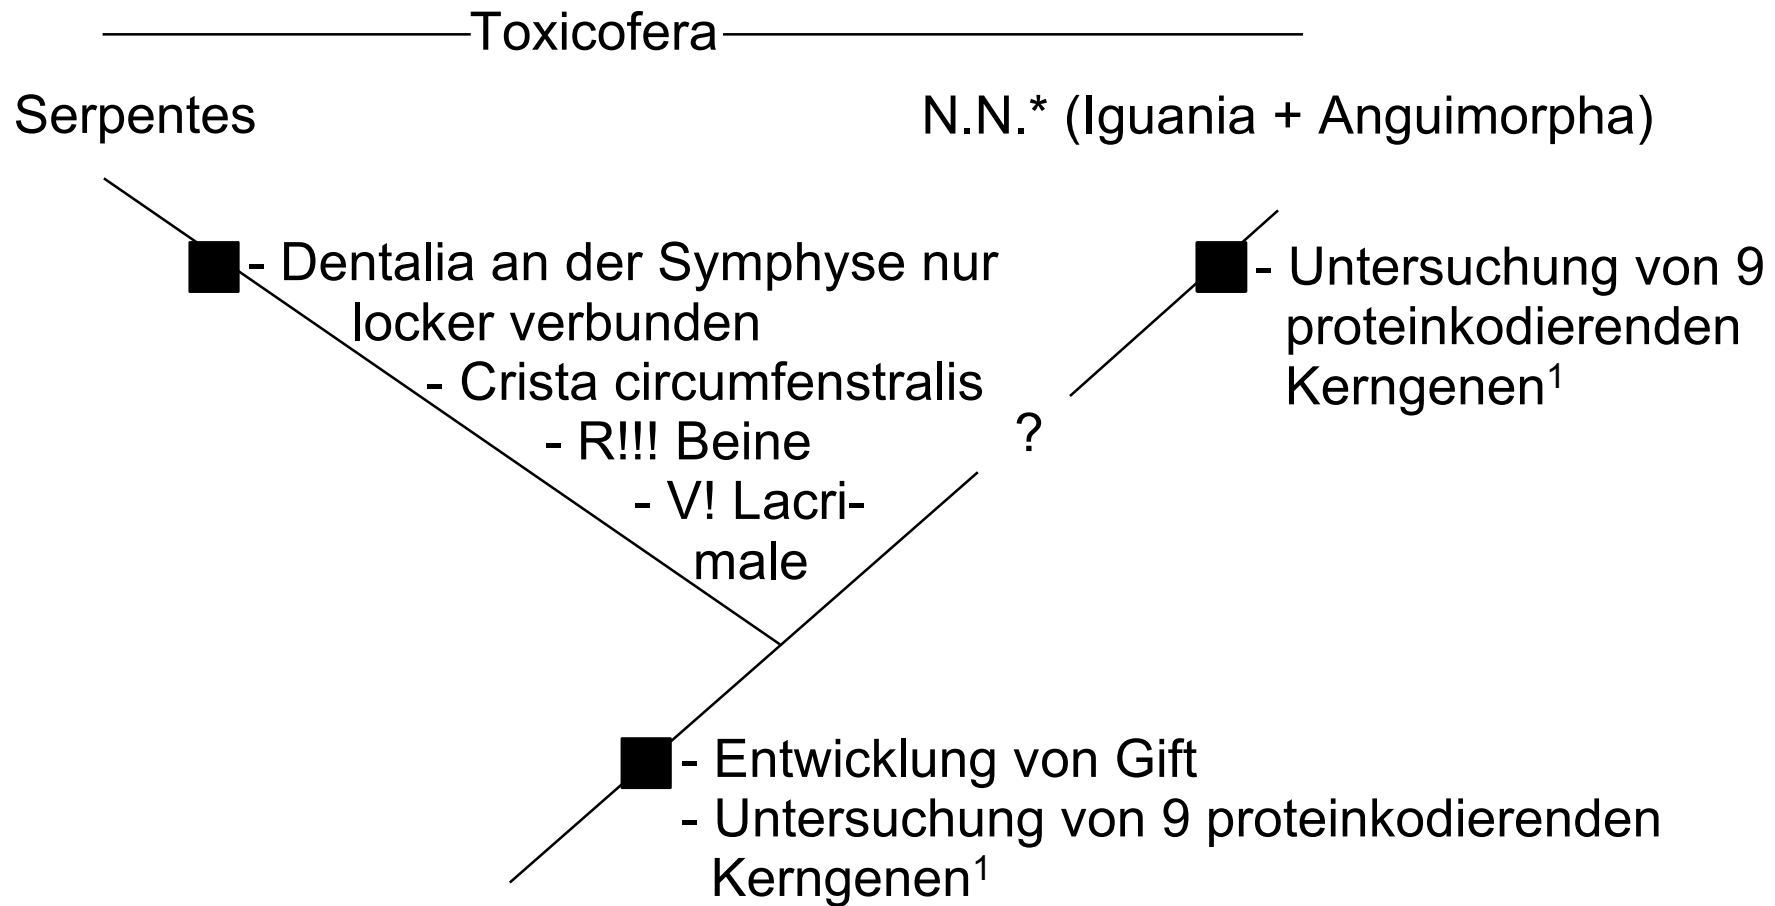 Toxicofera
Serpentes
N.N.* (Iguania + Anguimorpha)
- Dentalia an der Symphyse nur
locker verbunden
- Crista circumfenstralis
- R!!! Beine
- V! Lacri-
male
- Untersuchung von 9
proteinkodierenden
Kerngenen¹
?
- Entwicklung von Gift
- Untersuchung von 9 proteinkodierenden
Kerngenen¹